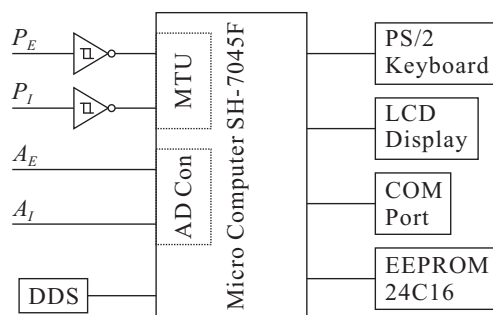 P_E
P_I
A_E
A_I
DDS
MTU
AD Con
Micro Computer SH-7045F
PS/2
Keyboard
LCD
Display
COM
Port
EEPROM
24C16